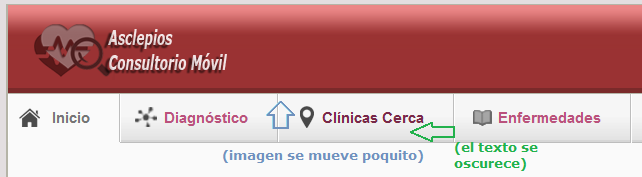 Asclepios
Consultorio Móvil
Inicio
Diagnóstico
Clínicas Cerca
Enfermedades
(imagen se mueve poquito)
(el texto se
oscurece)